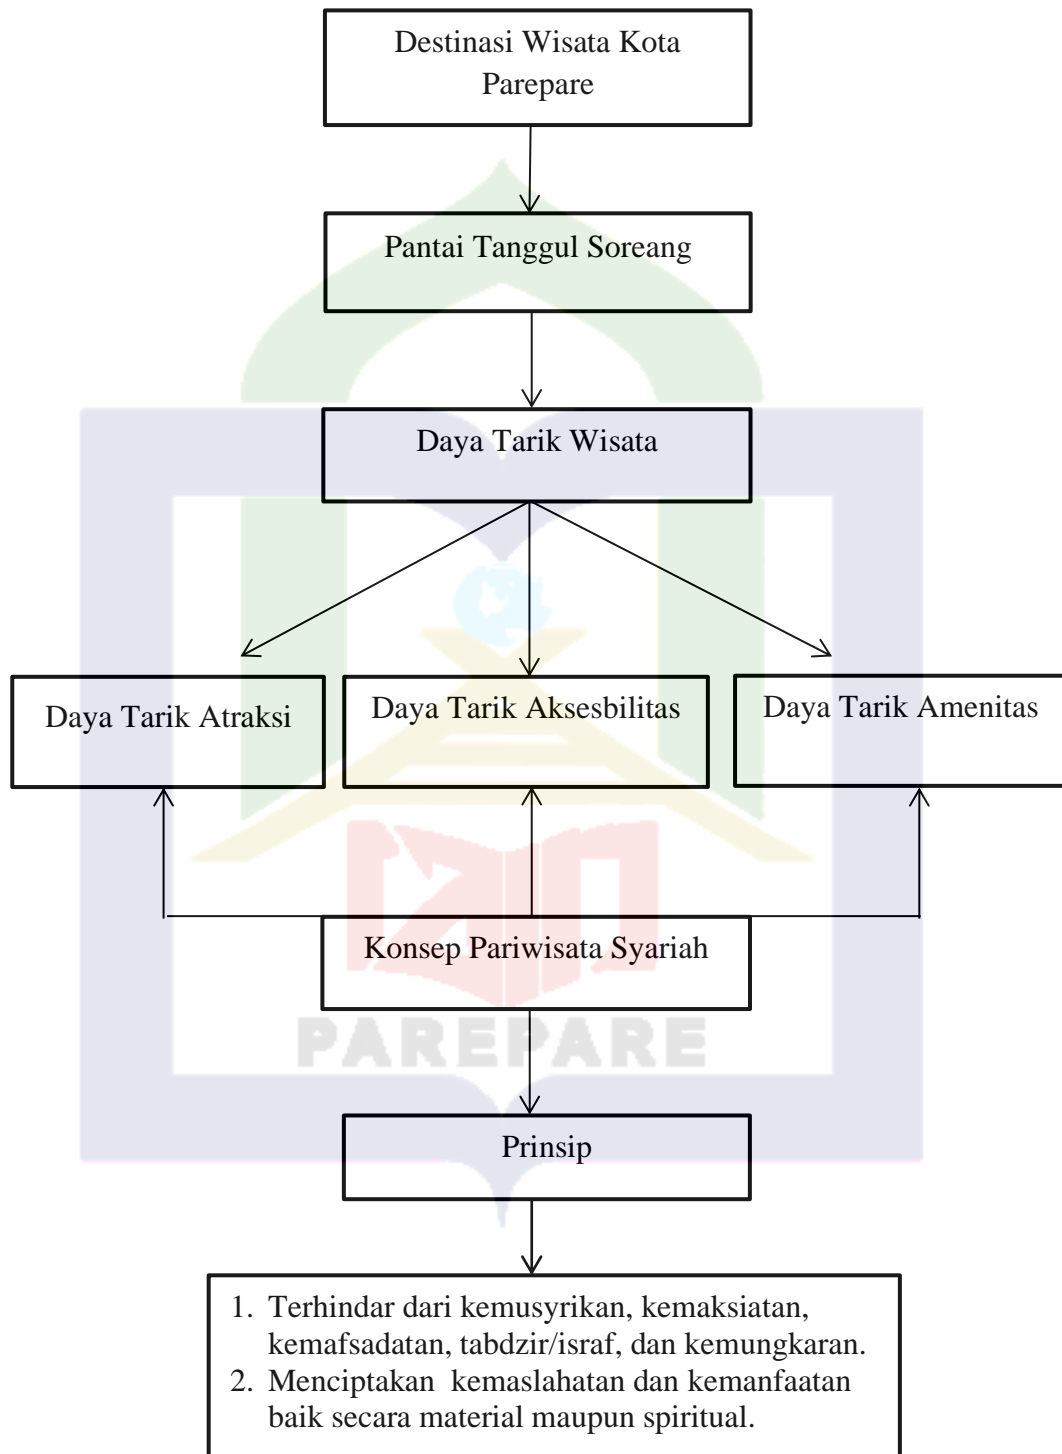 Destinasi Wisata Kota
Parepare
Pantai Tanggul Soreang
Daya Tarik Wisata
Daya Tarik Atraksi
Daya Tarik Aksesbilitas
Daya Tarik Amenitas
Konsep Pariwisata Syariah
PAREPARE
Prinsip
1. Terhindar dari kemusyrikan, kemaksiatan,
kemafsadatan, tabdzir/israf, dan kemungkaran.
2. Menciptakan kemaslahatan dan kemanfaatan
baik secara material maupun spiritual.